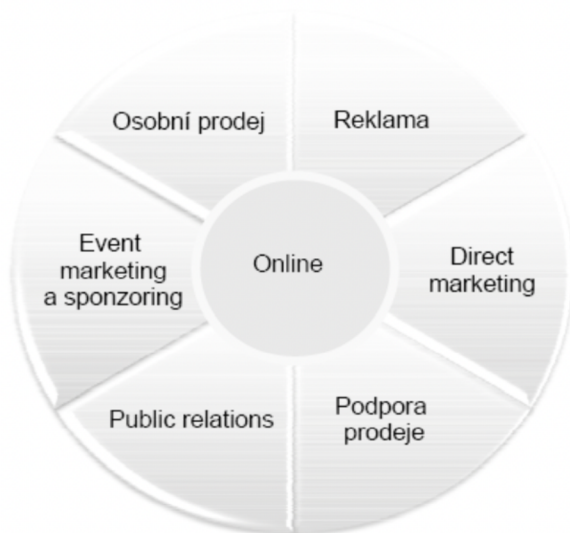 Osobní prodej
Reklama
Event
marketing
a sponzoring
Online
Direct
marketing
Public relations
Podpora
prodeje